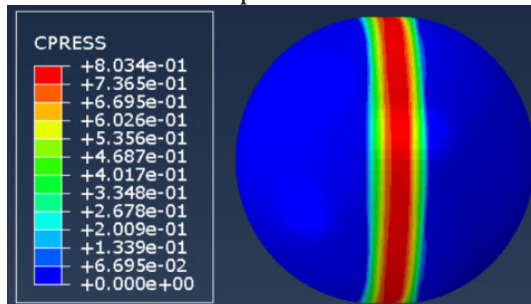 CPRESS
+8.034e-01
+7.365e-01
+6.695e-01
+6.026e-01
+5.356e-01
+4.687e-01
+4.017e-01
+3.348e-01
+2.678e-01
+2.009e-01
+1.339e-01
+6.695e-02
+0.000e+00